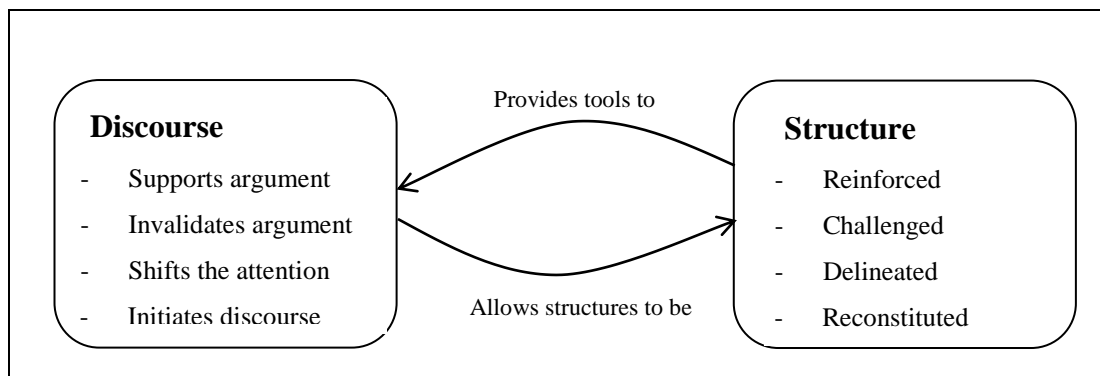 Provides tools to
Discourse
- Supports argument
- Invalidates argument
- Shifts the attention
- Initiates discourse
Structure
- Reinforced
- Challenged
- Delineated
- Reconstituted
Allows structures to be